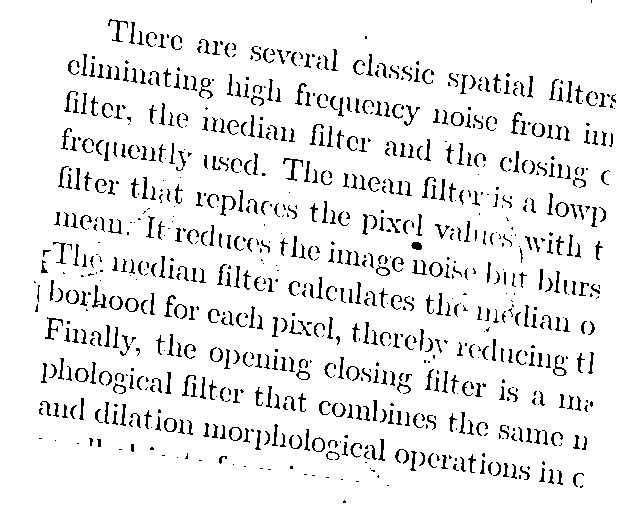 There are several classic spatial filters
eliminating high frequency noise from im
filter, the median filter and the closing
frequently used. The mean filter is a lowp
filter that replaces the pixel values with t
mean. It reduces the image noise but blurs
The median filter calculates the median o
borhood for each pixel, thereby reducing
Finally, the opening closing filter is a
phological filter that combines the same
and dilation morphological operations in